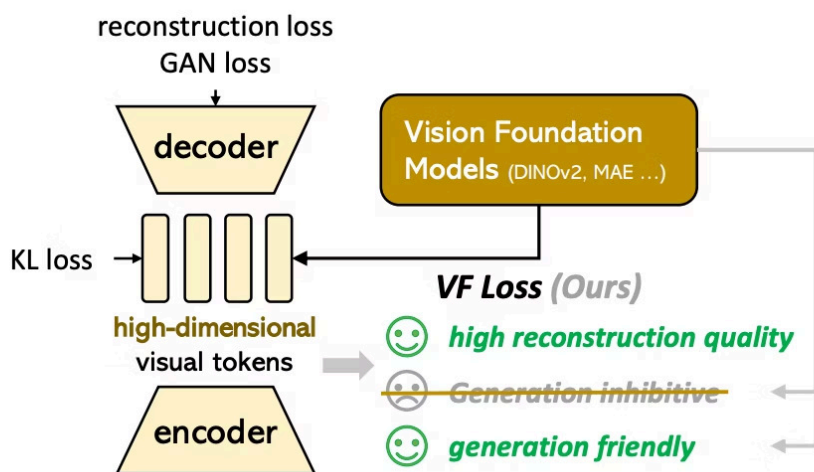 reconstruction loss
GAN loss
decoder
Vision Foundation
Models (DINOv2, MAE ...)
KL loss
VF Loss (Ours)
high-dimensional
visual tokens
high reconstruction quality
Generation inhibitive
encoder
generation friendly